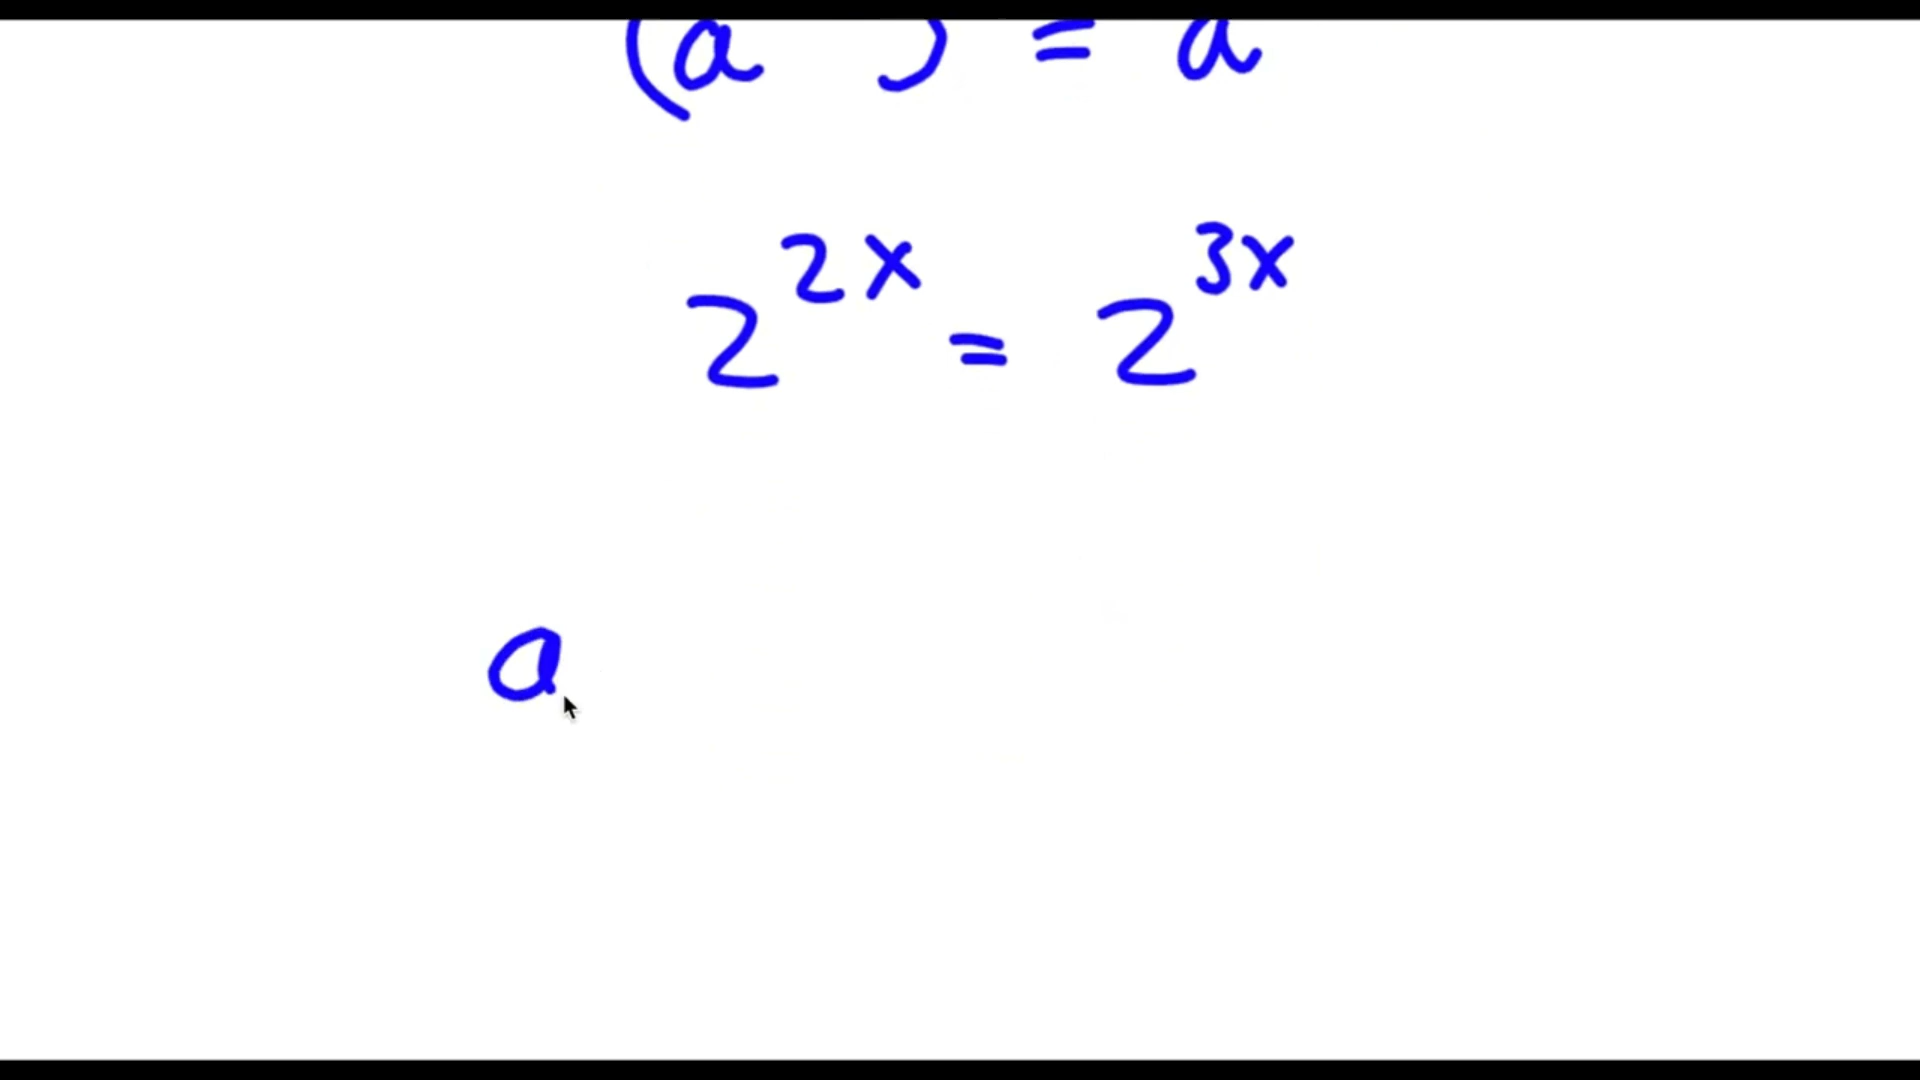 (a ) = a
2^{2x} = 2^{3x}
a